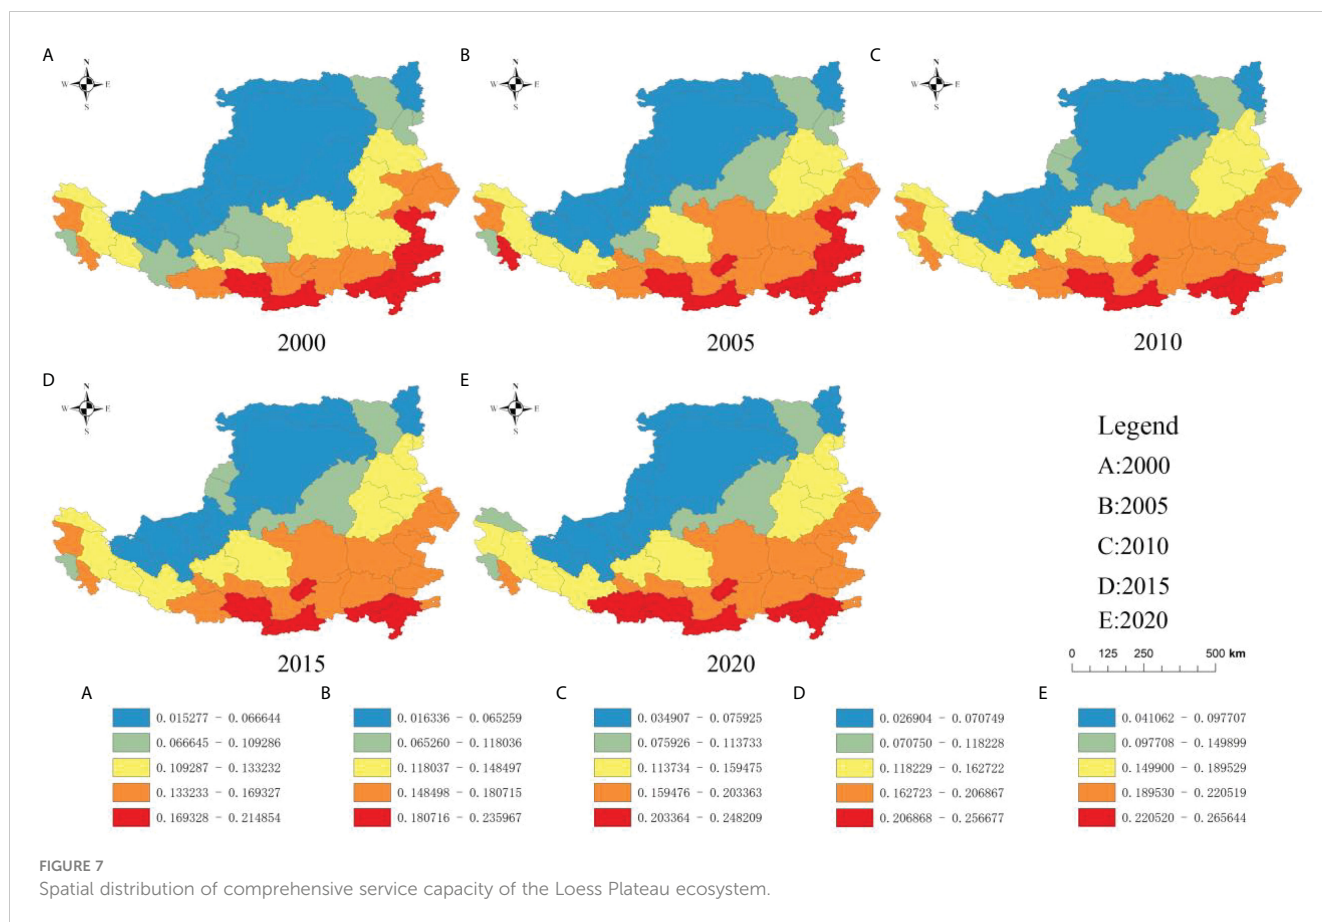 A
B
C
N
W E
S
N
W E
S
N
W E
S
2000
2005
2010
D
E
N
W E
S
N
W E
S
2015
2020
Legend
A:2000
B:2005
C:2010
D:2015
E:2020
0 125 250 500 km
A
0.015277 - 0.066644
0.066645 - 0.109286
0.109287 - 0.133232
0.133233 - 0.169327
0.169328 - 0.214854
B
0.016336 - 0.065259
0.065260 - 0.118036
0.118037 - 0.148497
0.148498 - 0.180715
0.180716 - 0.235967
C
0.034907 - 0.075925
0.075926 - 0.113733
0.113734 - 0.159475
0.159476 - 0.203363
0.203364 - 0.248209
D
0.026904 - 0.070749
0.070750 - 0.118228
0.118229 - 0.162722
0.162723 - 0.206867
0.206868 - 0.256677
E
0.041062 - 0.097707
0.097708 - 0.149899
0.149900 - 0.189529
0.189530 - 0.220519
0.220520 - 0.265644
FIGURE 7
Spatial distribution of comprehensive service capacity of the Loess Plateau ecosystem.